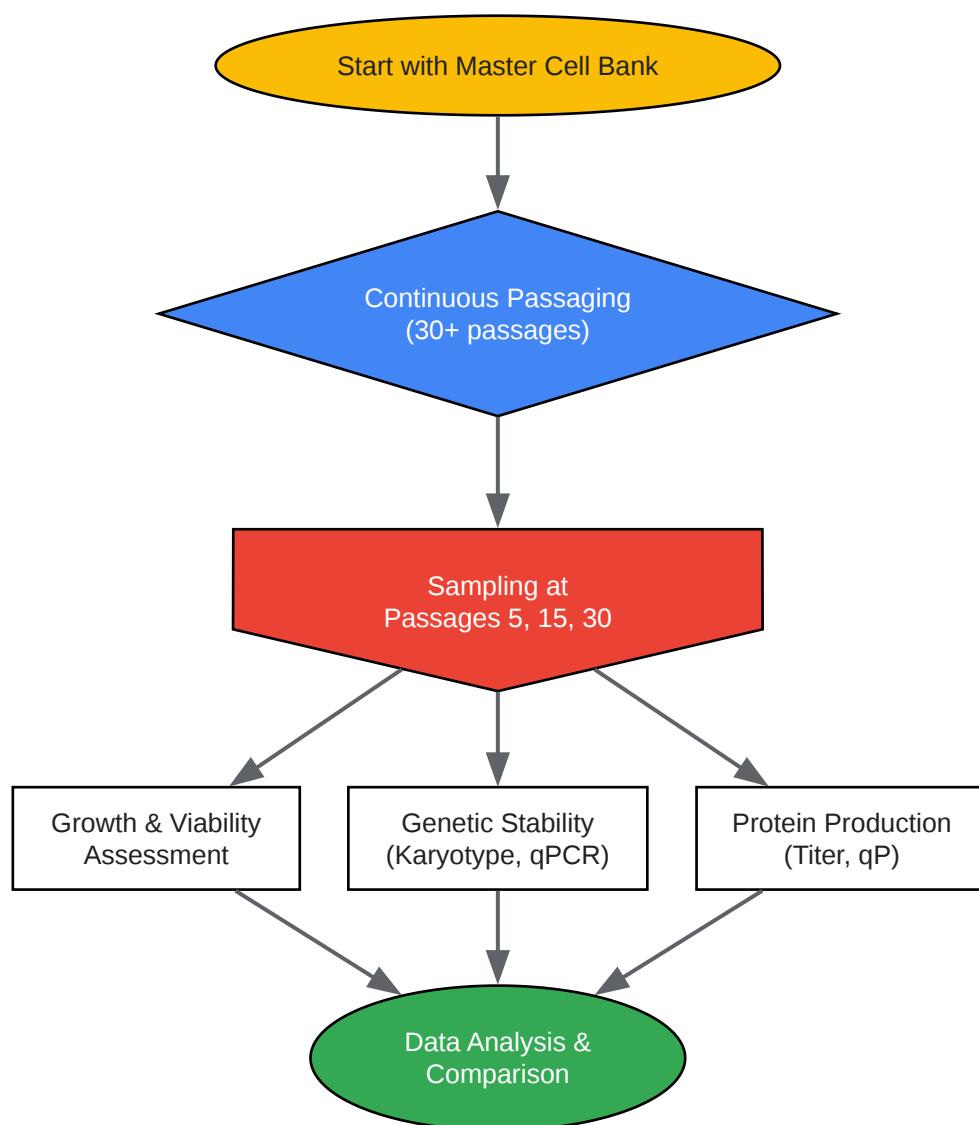 Start with Master Cell Bank
Continuous Passaging
(30+ passages)
Sampling at
Passages 5, 15, 30
Growth & Viability
Assessment
Genetic Stability
(Karyotype, qPCR)
Protein Production
(Titer, qP)
Data Analysis &
Comparison